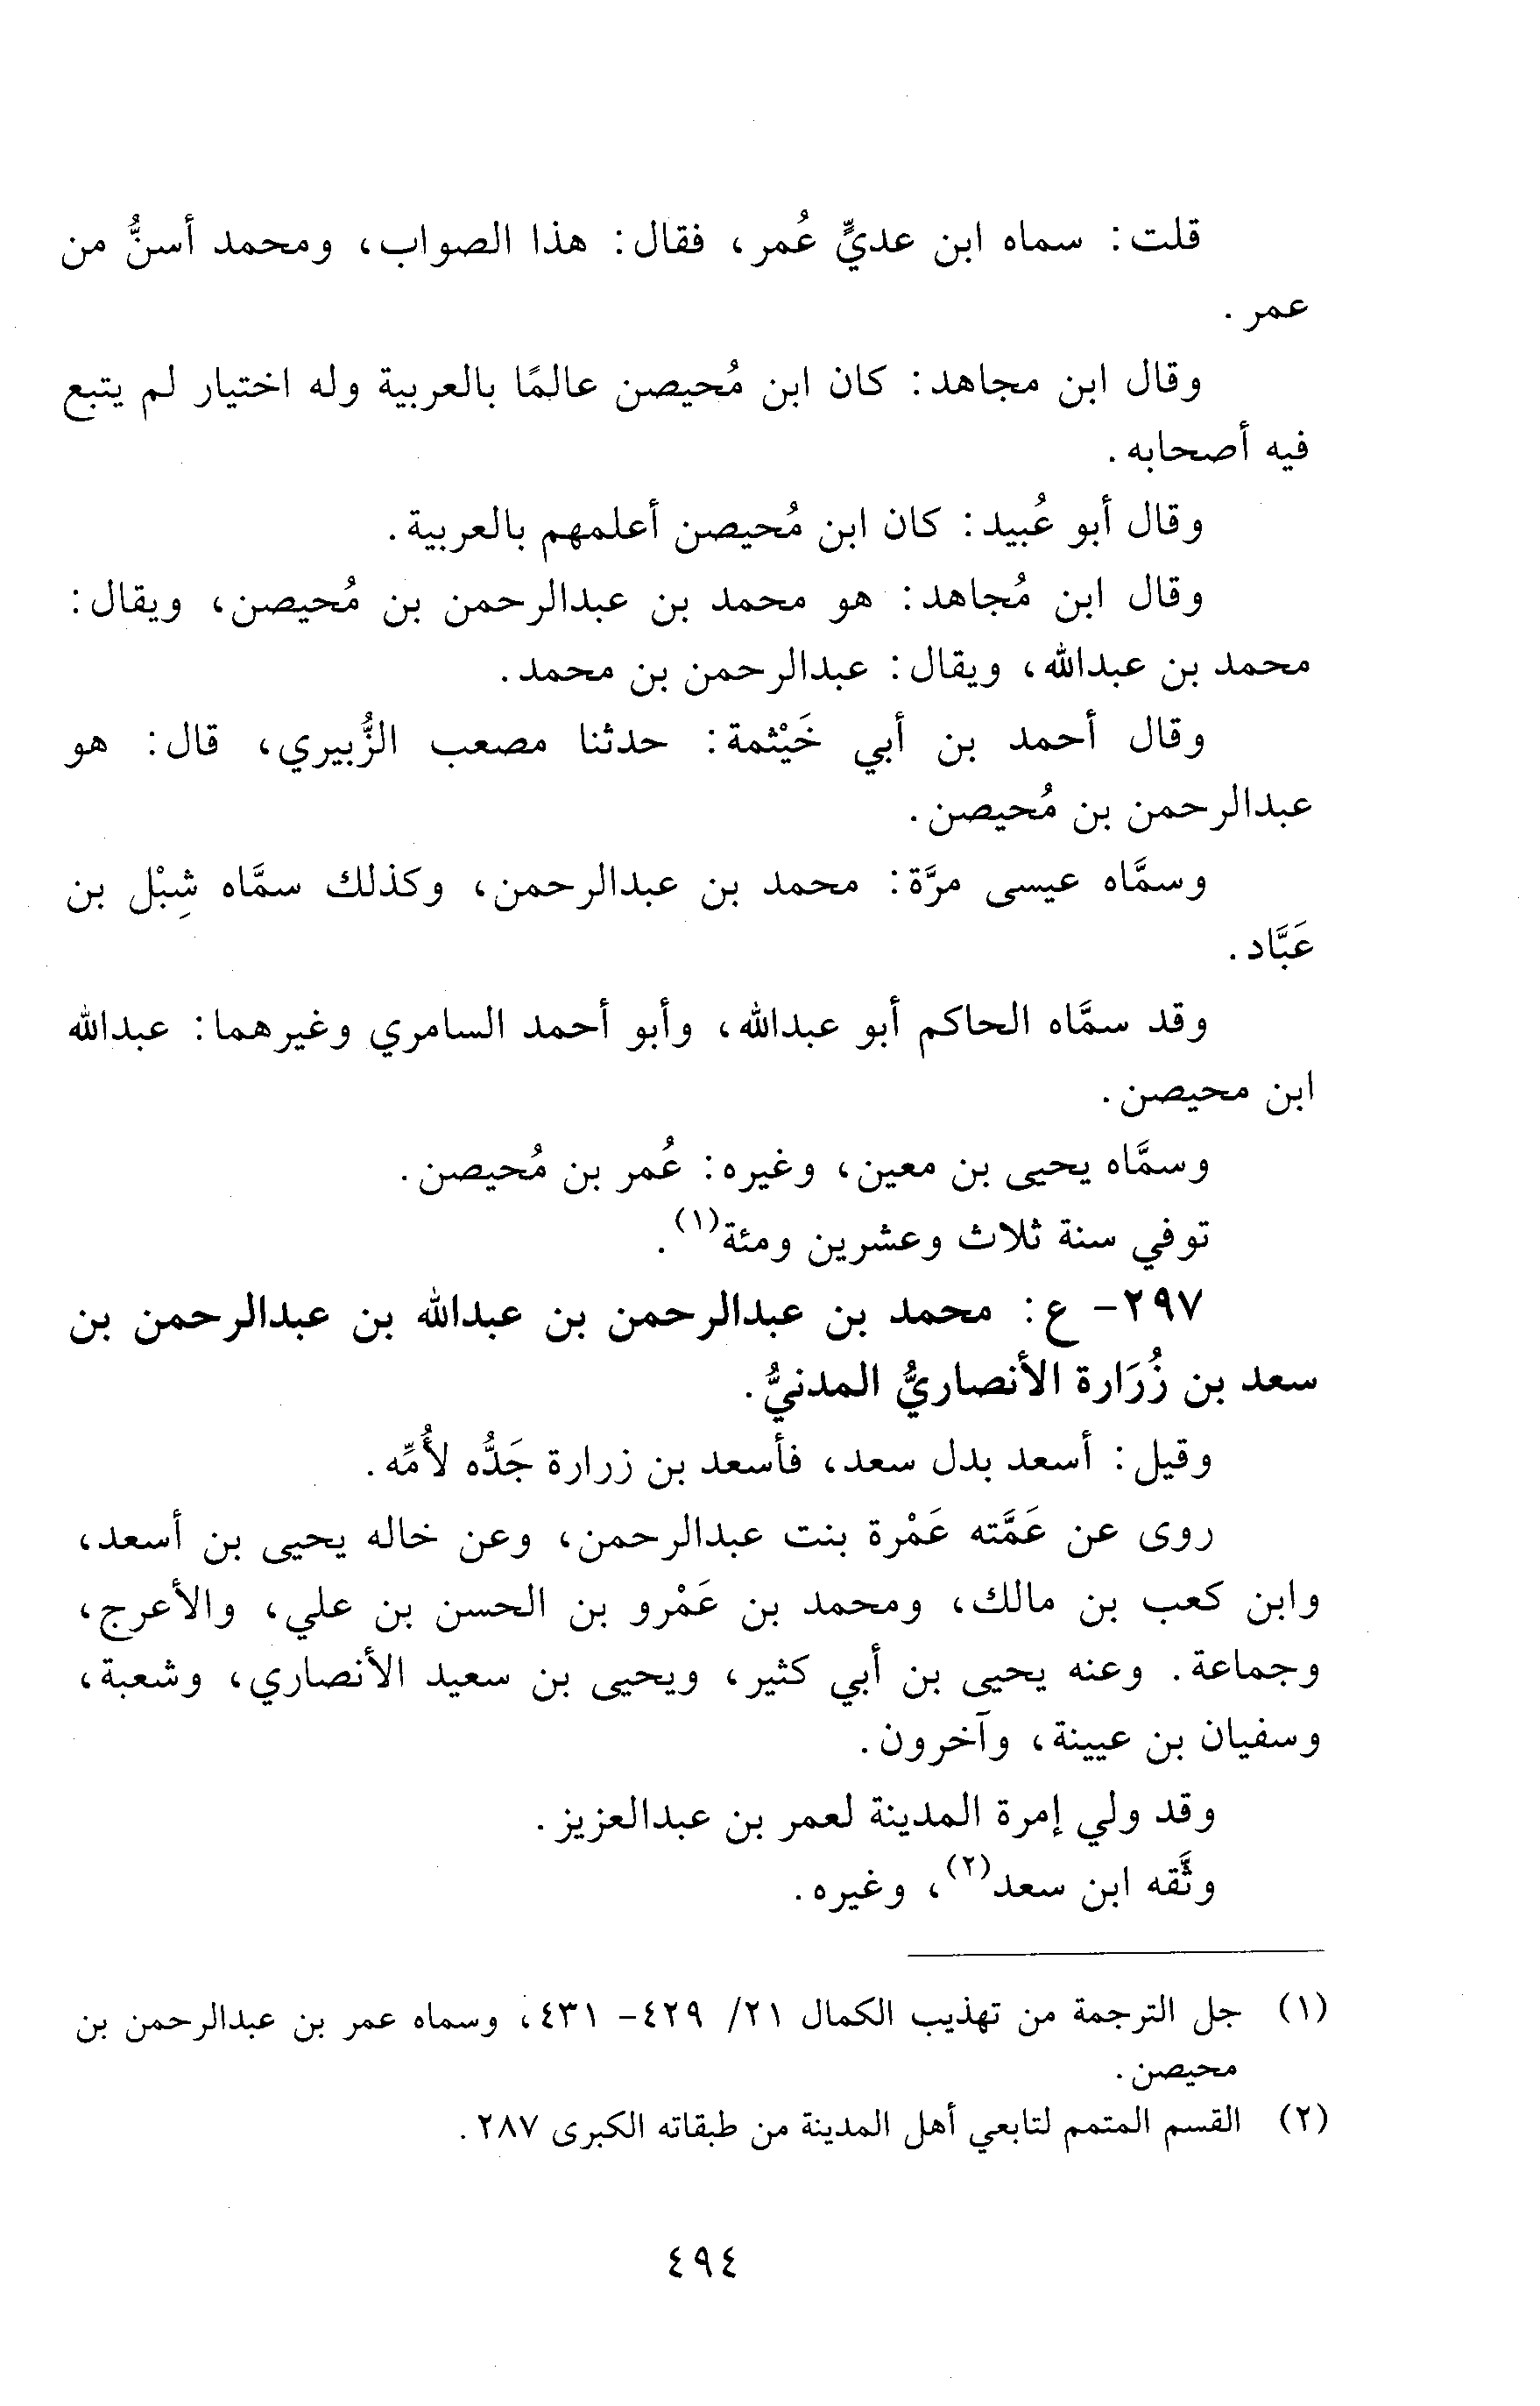 قلت: سماه ابن عديٍّ عُمر، فقال: هذا الصواب، ومحمد أسنُّ من
عمر.
وقال ابن مجاهد: كان ابن مُحيصن عالمًا بالعربية وله اختيار لم يتبع
فيه أصحابه.
وقال أبو عُبيد: كان ابن مُحيصن أعلمهم بالعربية.
وقال ابن مُجاهد: هو محمد بن عبدالرحمن بن مُحيصن، ويقال:
محمد بن عبدالله، ويقال: عبدالرحمن بن محمد.
وقال أحمد بن أبي خَيْثمة: حدثنا مصعب الزُّبيري، قال: هو
عبدالرحمن بن مُحيصن.
وسمَّاه عيسى مرَّة: محمد بن عبدالرحمن، وكذلك سمَّاه شِبْل بن
عَبَّاد.
وقد سمَّاه الحاكم أبو عبدالله، وأبو أحمد السامري وغيرهما: عبدالله
ابن محيصن.
وسمَّاه يحيى بن معين، وغيره: عُمر بن مُحيصن.
توفي سنة ثلاث وعشرين ومئة(١).
٢٩٧- ع: محمد بن عبدالرحمن بن عبدالله بن عبدالرحمن بن
سعد بن زُرَارة الأنصاريُّ المدنيُّ.
وقيل: أسعد بدل سعد، فأسعد بن زرارة جَدُّه لأُمِّه.
روى عن عَمَّته عَمْرة بنت عبدالرحمن، وعن خاله يحيى بن أسعد،
وابن كعب بن مالك، ومحمد بن عَمْرو بن الحسن بن علي، والأعرج،
وجماعة. وعنه يحيى بن أبي كثير، ويحيى بن سعيد الأنصاري، وشعبة،
وسفيان بن عيينة، وآخرون.
وقد ولي إمرة المدينة لعمر بن عبدالعزيز.
وثَّقه ابن سعد(٢)، وغيره.
(١) جل الترجمة من تهذيب الكمال ٢١/ ٤٢٩- ٤٣١، وسماه عمر بن عبدالرحمن بن
محيصن.
(٢) القسم المتمم لتابعي أهل المدينة من طبقاته الكبرى ٢٨٧.
٤٩٤